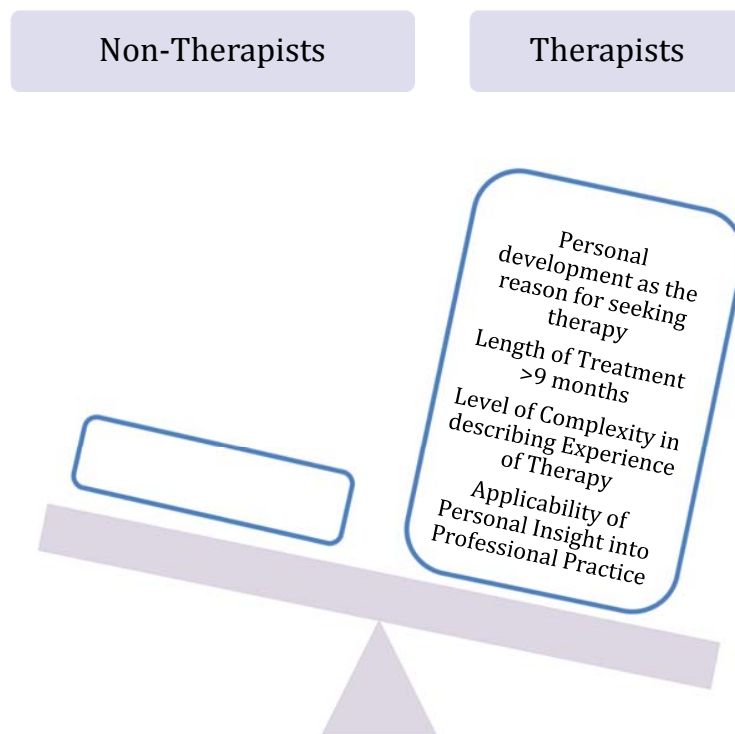 Non-Therapists
Therapists
Personal
development as the
reason for seeking
therapy
Length of Treatment
>9 months
Level of Complexity in
describing Experience
of Therapy
Applicability of
Personal Insight into
Professional Practice